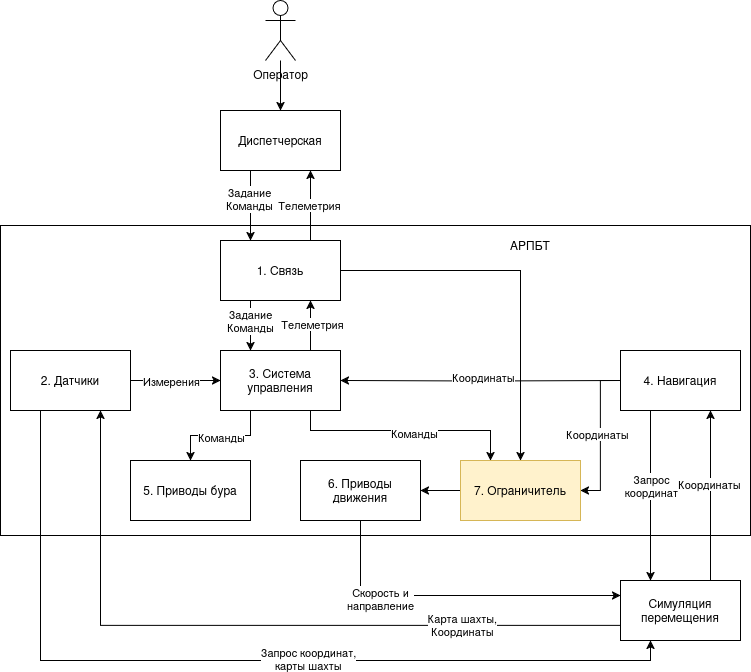 Оператор
Диспетчерская
Задание
Команды
Телеметрия
АРПБТ
1. Связь
Задание
Команды
Телеметрия
2. Датчики
Измерения
3. Система
управления
Координаты
4. Навигация
Команды
Команды
Координаты
5. Приводы бура
6. Приводы
движения
7. Ограничитель
Запрос
координат
Координаты
Скорость и
направление
Симуляция
перемещения
Карта шахты,
Координаты
Запрос координат,
карты шахты